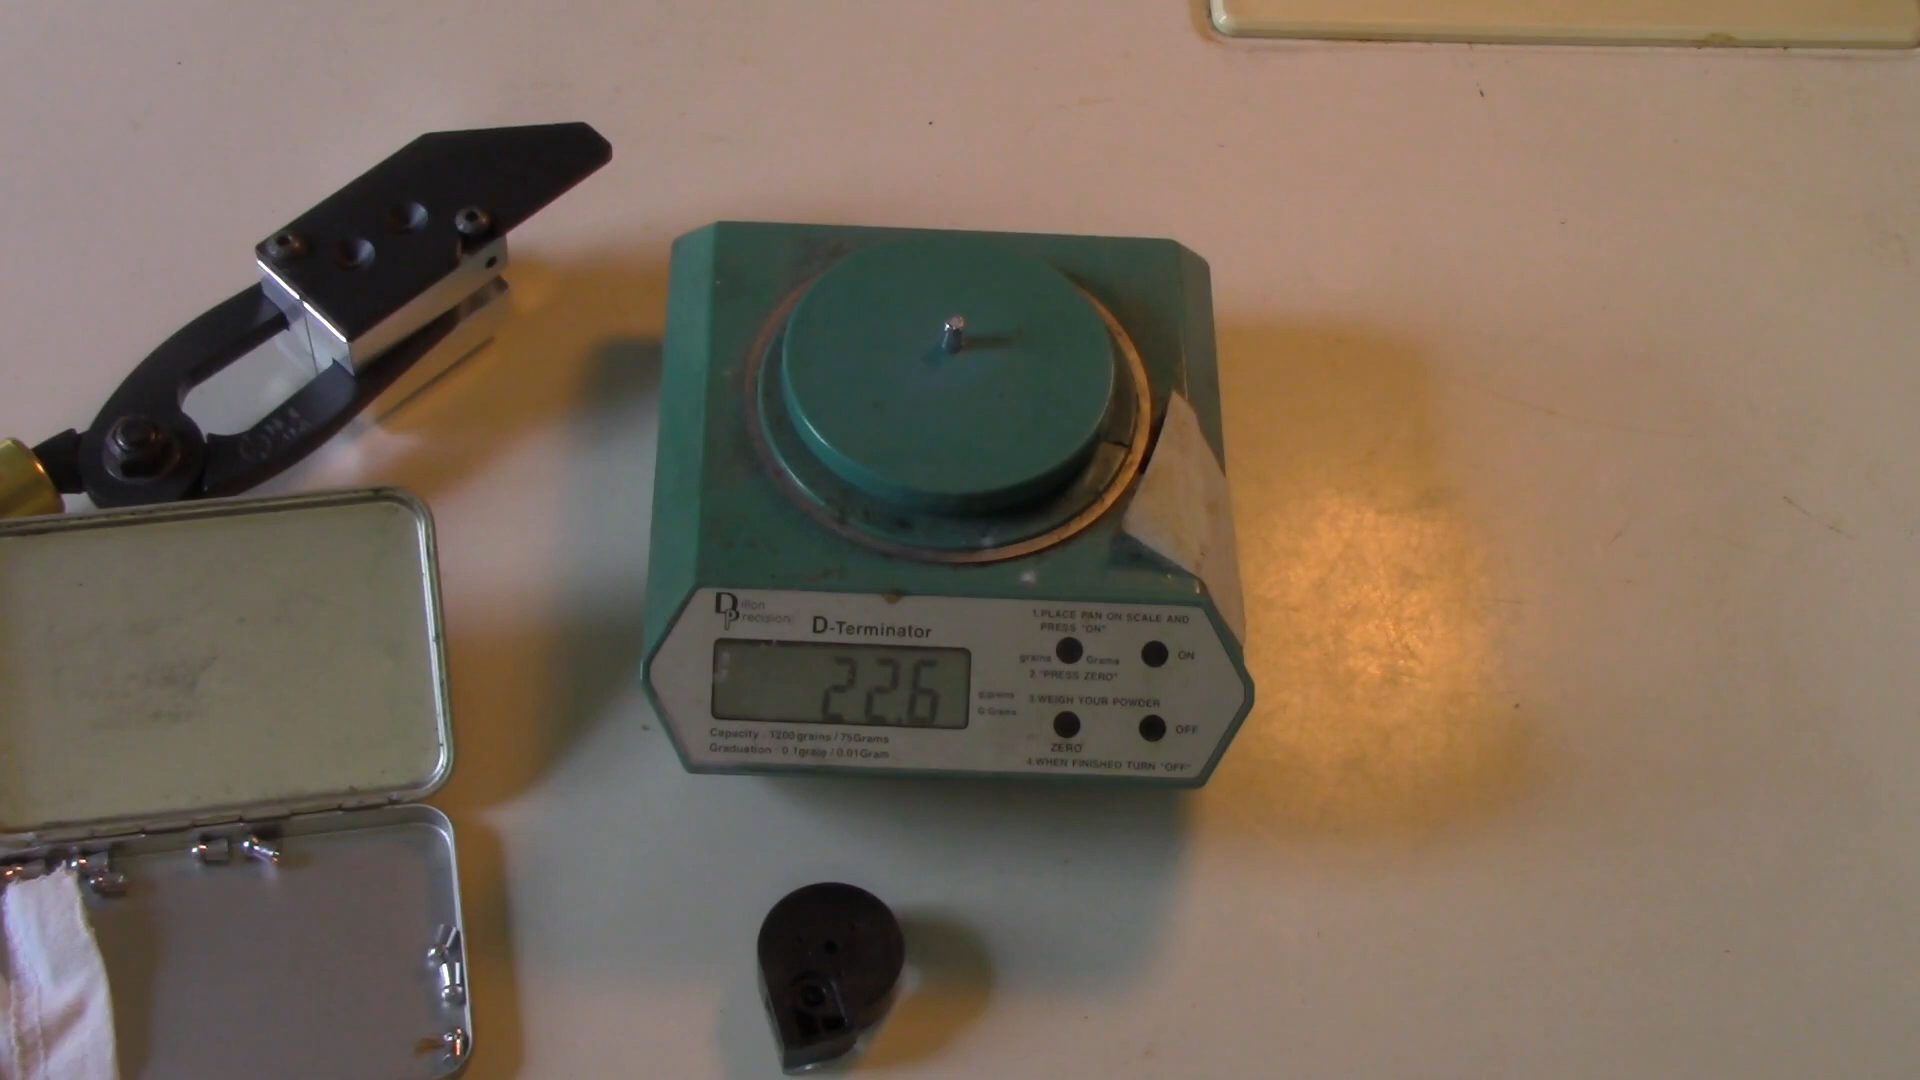 Dillon
Precision
D-Terminator
22.6
Capacity : 1200grains / 75Grams
Graduation : 0.1grain / 0.01Gram
1.PLACE PAN ON SCALE AND
PRESS "ON"
grains Grams
ON
2."PRESS ZERO"
g.grains
G.Grams
3.WEIGH YOUR POWDER
ZERO
OFF
4.WHEN FINISHED TURN "OFF"